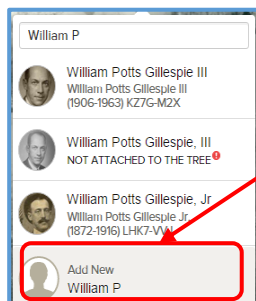 William P
William Potts Gillespie III
William Potts Gillespie III
(1906-1963) KZ7G-M2X
William Potts Gillespie, III
NOT ATTACHED TO THE TREE
William Potts Gillespie, Jr
William Potts Gillespie Jr.
(1872-1916) LHK7-VVH
Add New
William P